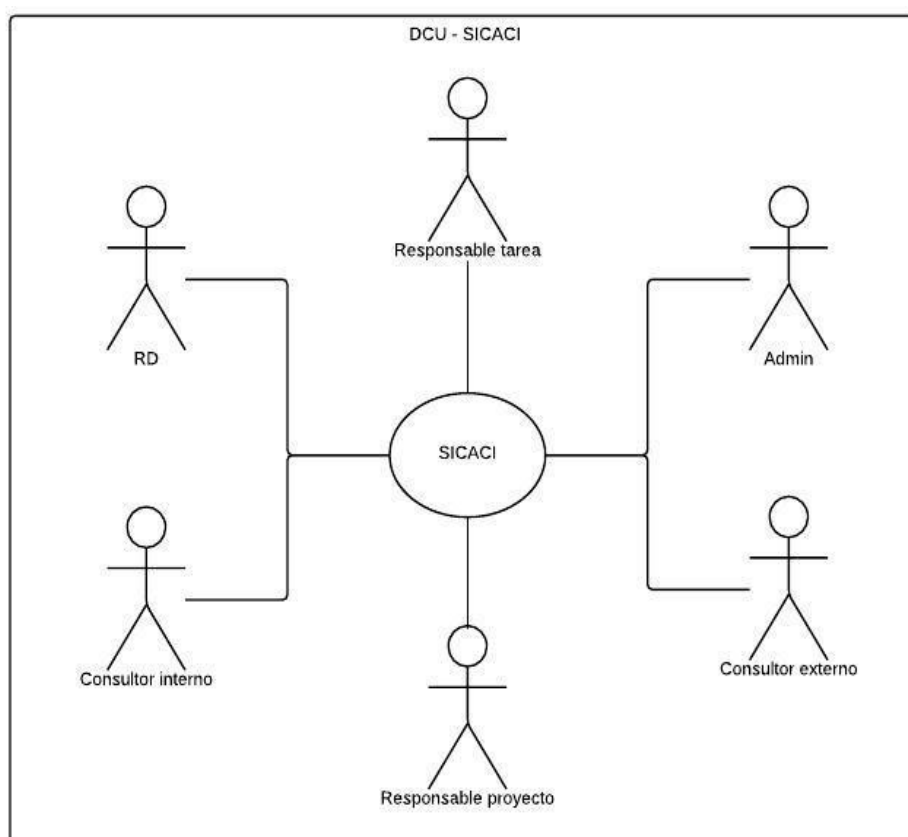 DCU - SICACI
Responsable tarea
RD
Admin
SICACI
Consultor interno
Consultor externo
Responsable proyecto